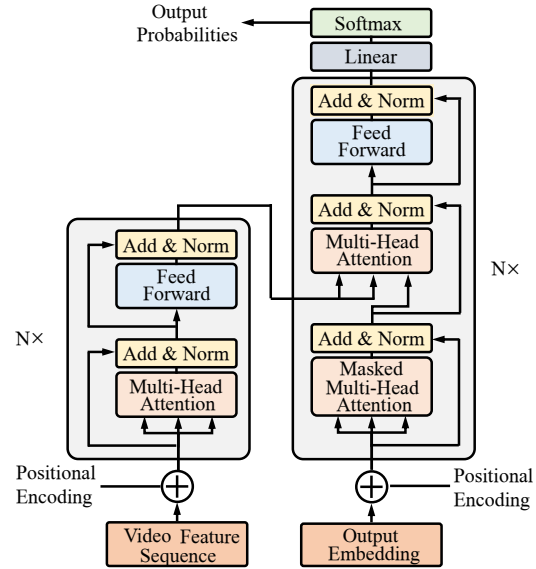 Output
Probabilities
Softmax
Linear
Add & Norm
Feed
Forward
Add & Norm
Multi-Head
Attention
N×
Add & Norm
Masked
Multi-Head
Attention
Positional
Encoding
Output
Embedding
Add & Norm
Feed
Forward
N×
Add & Norm
Multi-Head
Attention
Positional
Encoding
Video Feature
Sequence